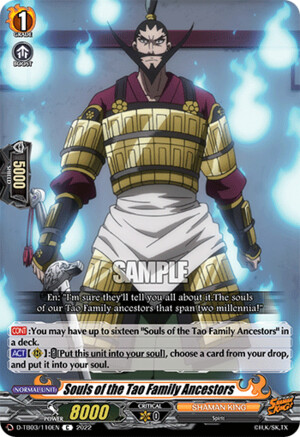 1
GRADE
BOOST
5000
SHIELD
SAMPLE
En: "I'm sure they'll tell you all about it.The souls
of our Tao Family ancestors that span two millennia!"
CONT:You may have up to sixteen "Souls of the Tao Family Ancestors" in
a deck.
ACT:[Put this unit into your soul], choose a card from your drop,
and put it into your soul.
NORMAL UNIT
Souls of the Tao Family Ancestors
D-TB03/110EN C 2022
©H.T,K/SK,TX
POWER
8000
CRITICAL
0
SHAMAN KING
Spirit